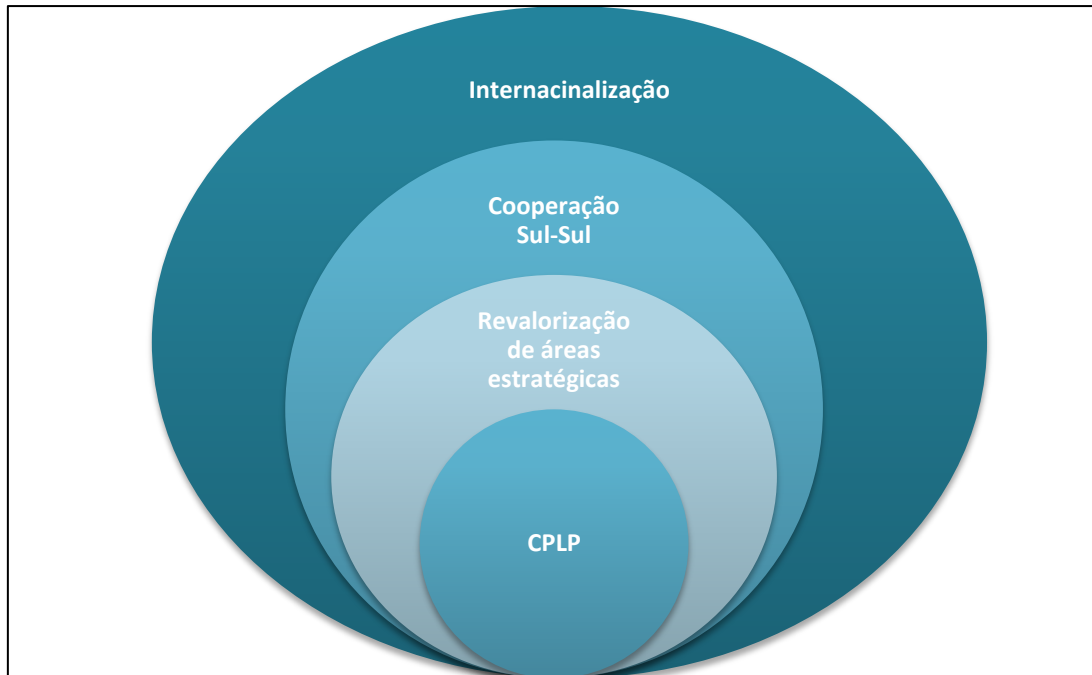 Internacinalização
Cooperação
Sul-Sul
Revalorização
de áreas
estratégicas
CPLP